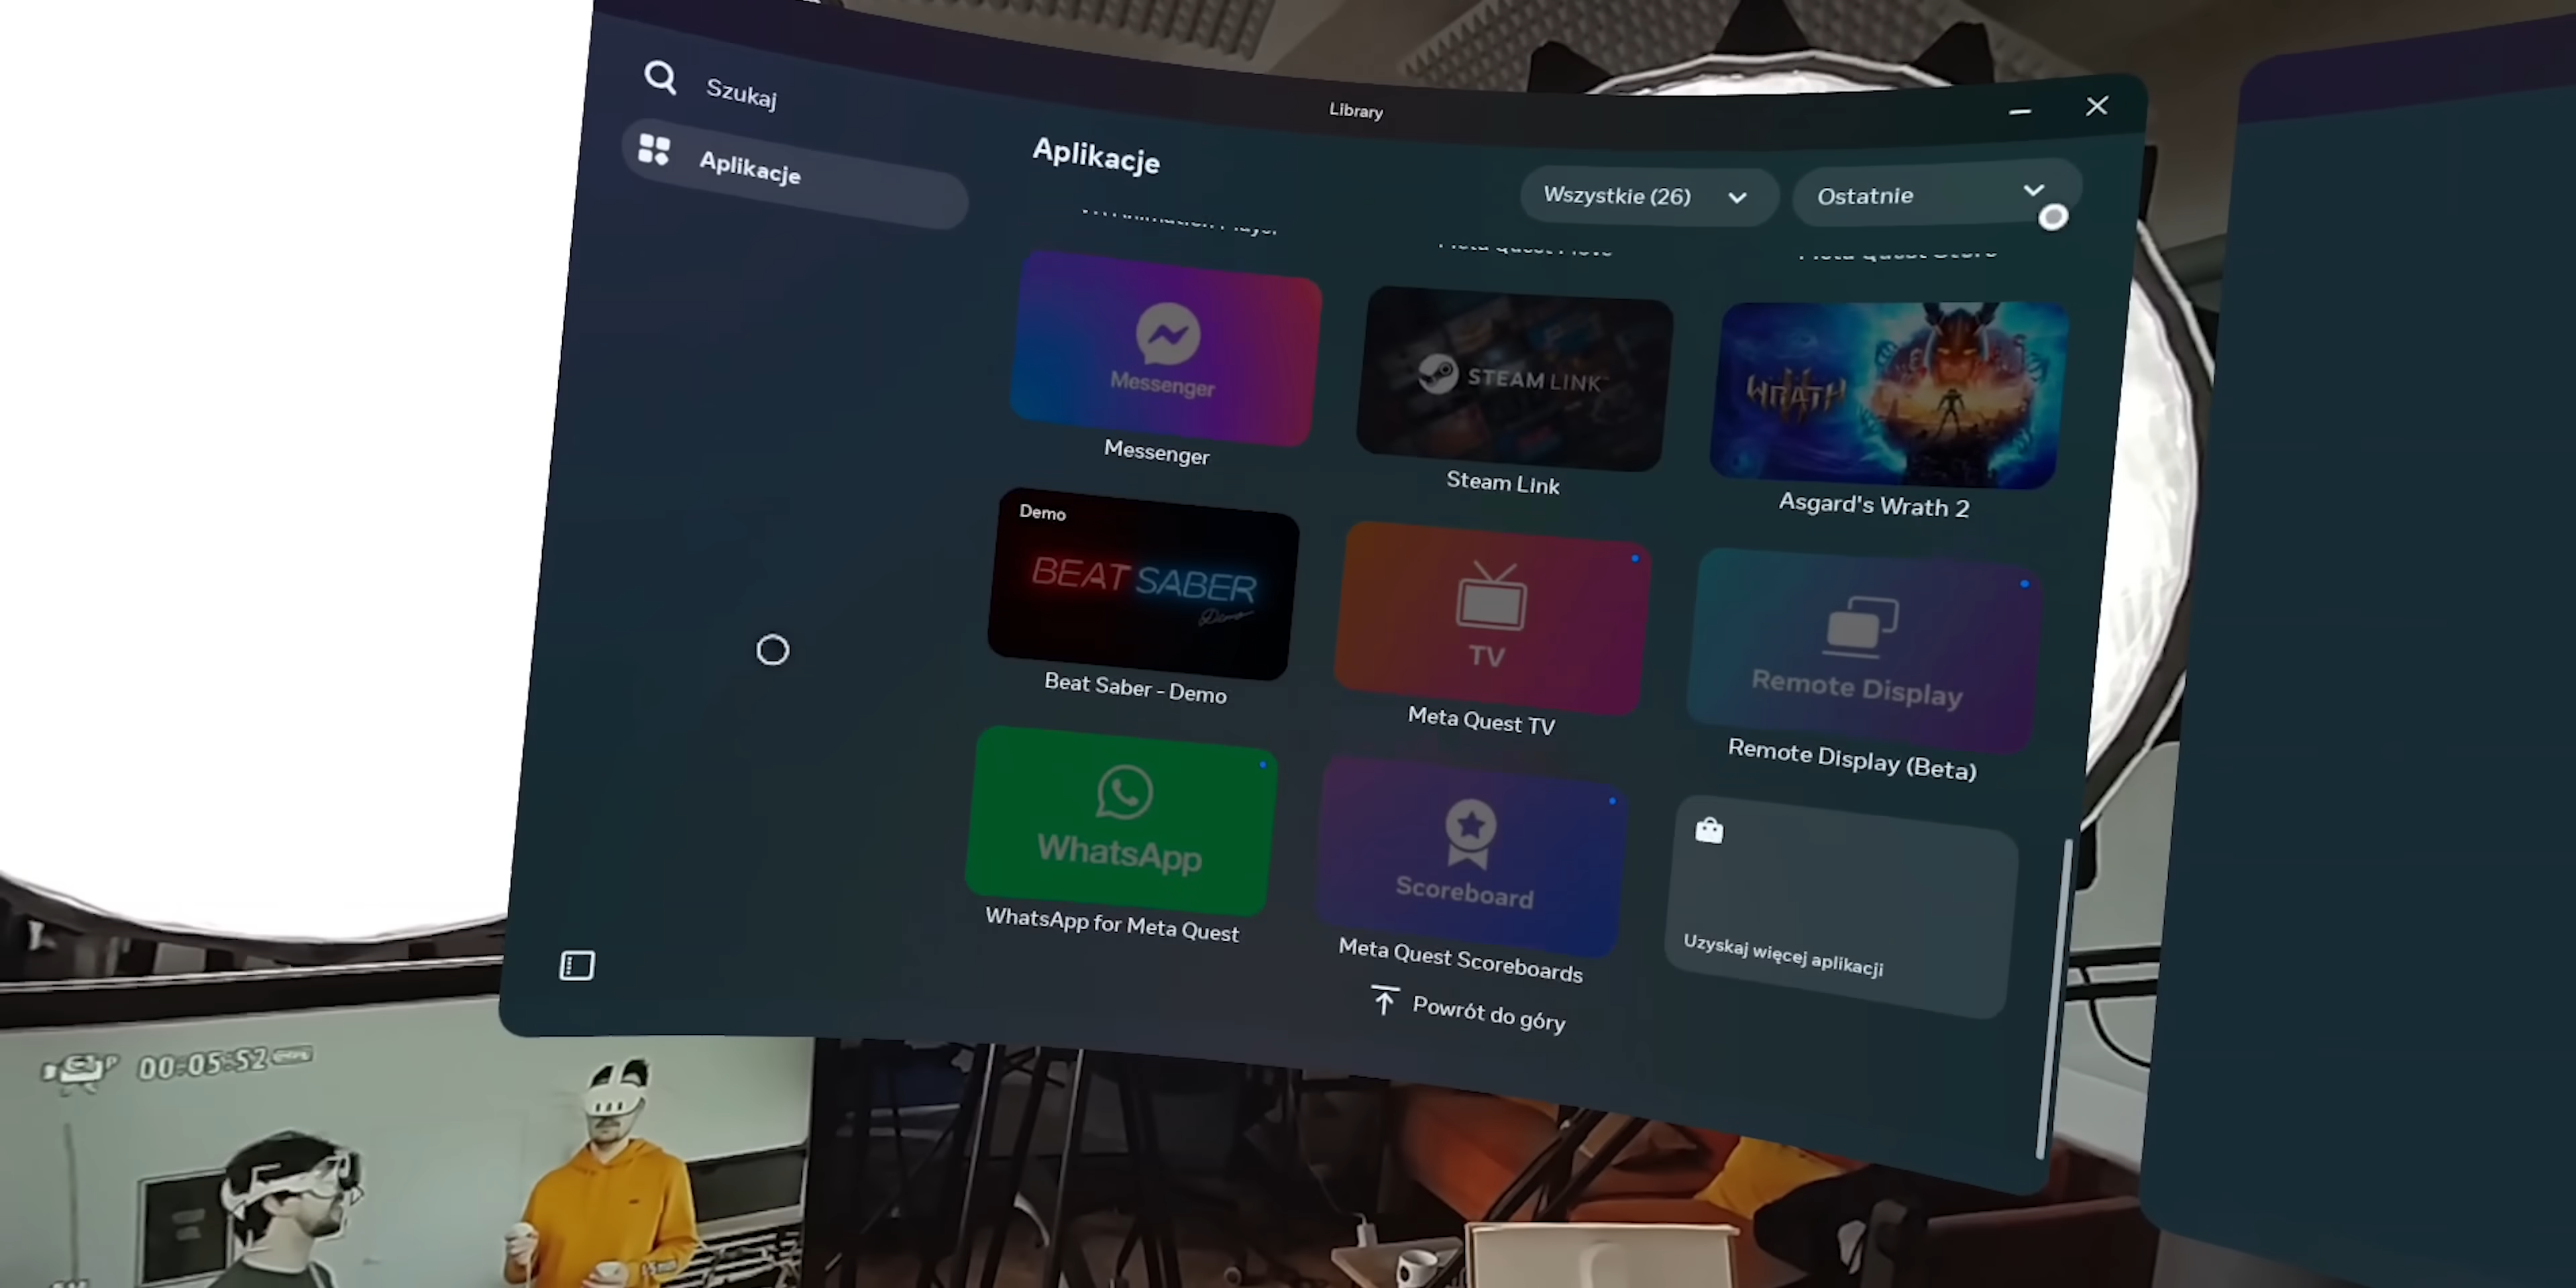 Library
Szukaj
Aplikacje
Aplikacje
Wszystkie (26)
Ostatnie
Messenger
Messenger
STEAM LINK
Steam Link
WRATH
Asgard's Wrath 2
Demo
BEAT SABER
Demo
Beat Saber - Demo
TV
Meta Quest TV
Remote Display
Remote Display (Beta)
WhatsApp
WhatsApp for Meta Quest
Scoreboard
Meta Quest Scoreboards
Uzyskaj więcej aplikacji
Powrót do góry
00:05:52